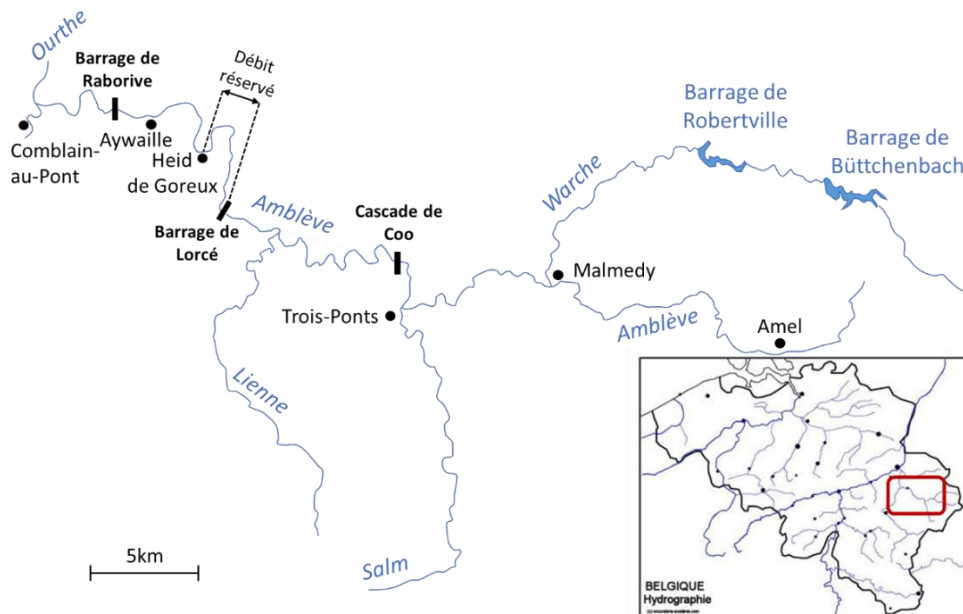 Ourthe
Barrage de
Raborive
Débit
réservé
Comblain-
au-Pont
Aywaille
Heid
de Goreux
Barrage de
Lorcé
Amblève
Cascade de
Coo
Trois-Ponts
Lienne
Salm
Warche
Malmedy
Barrage de
Robertville
Barrage de
Büttchenbach
Amblève
Amel
5km
BELGIQUE
Hydrographie